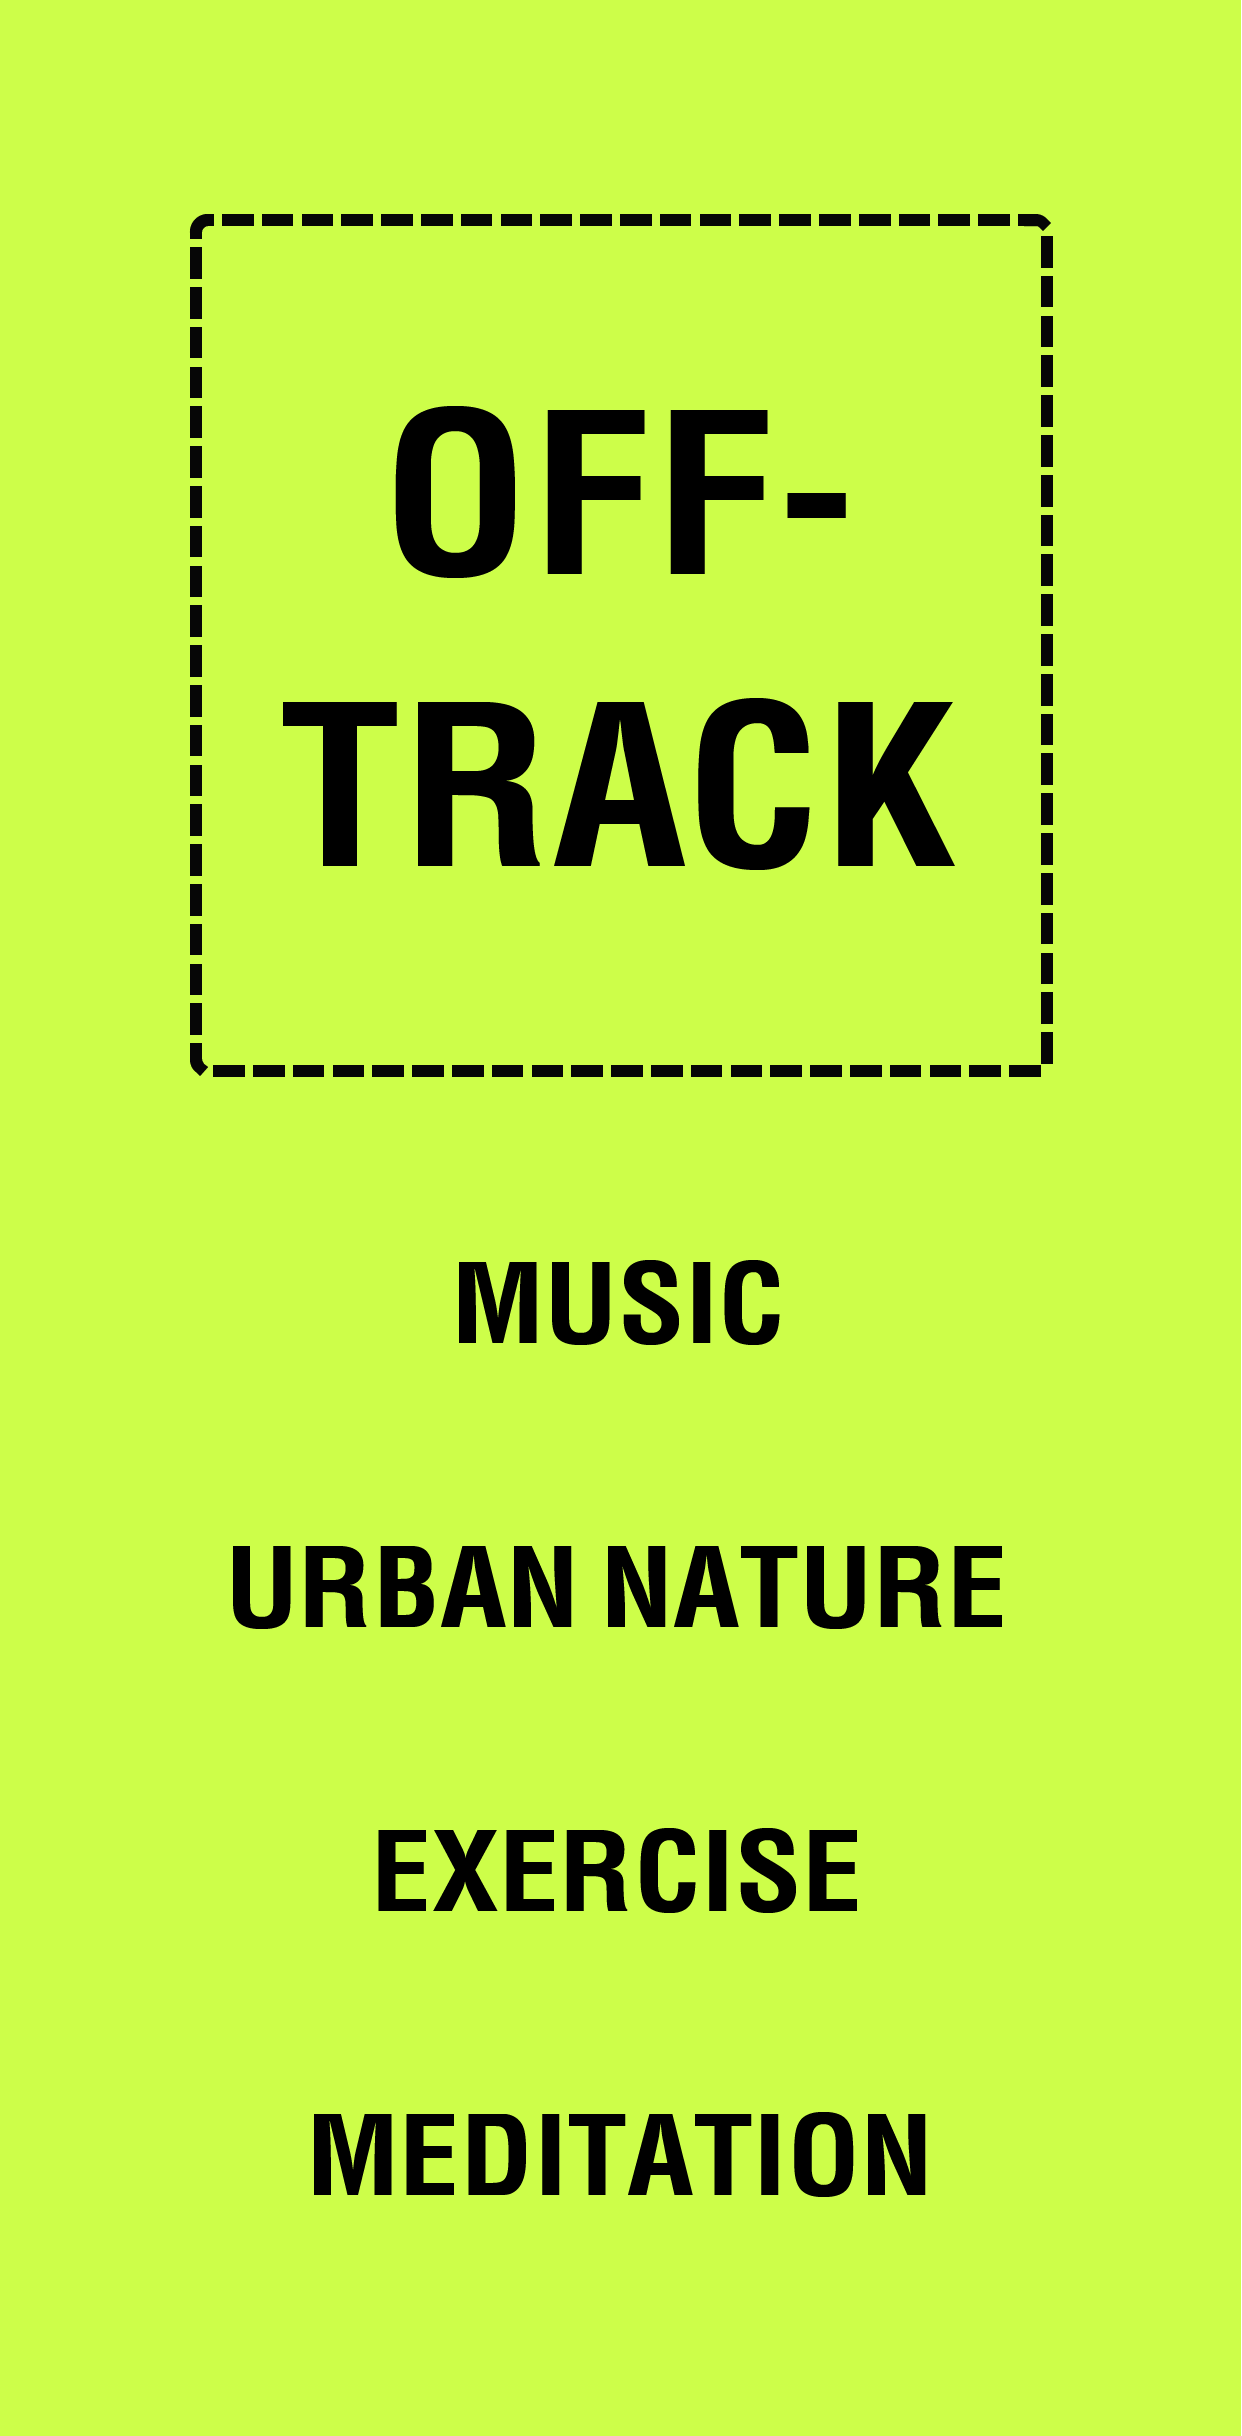 OFF-
TRACK
MUSIC
URBAN NATURE
EXERCISE
MEDITATION